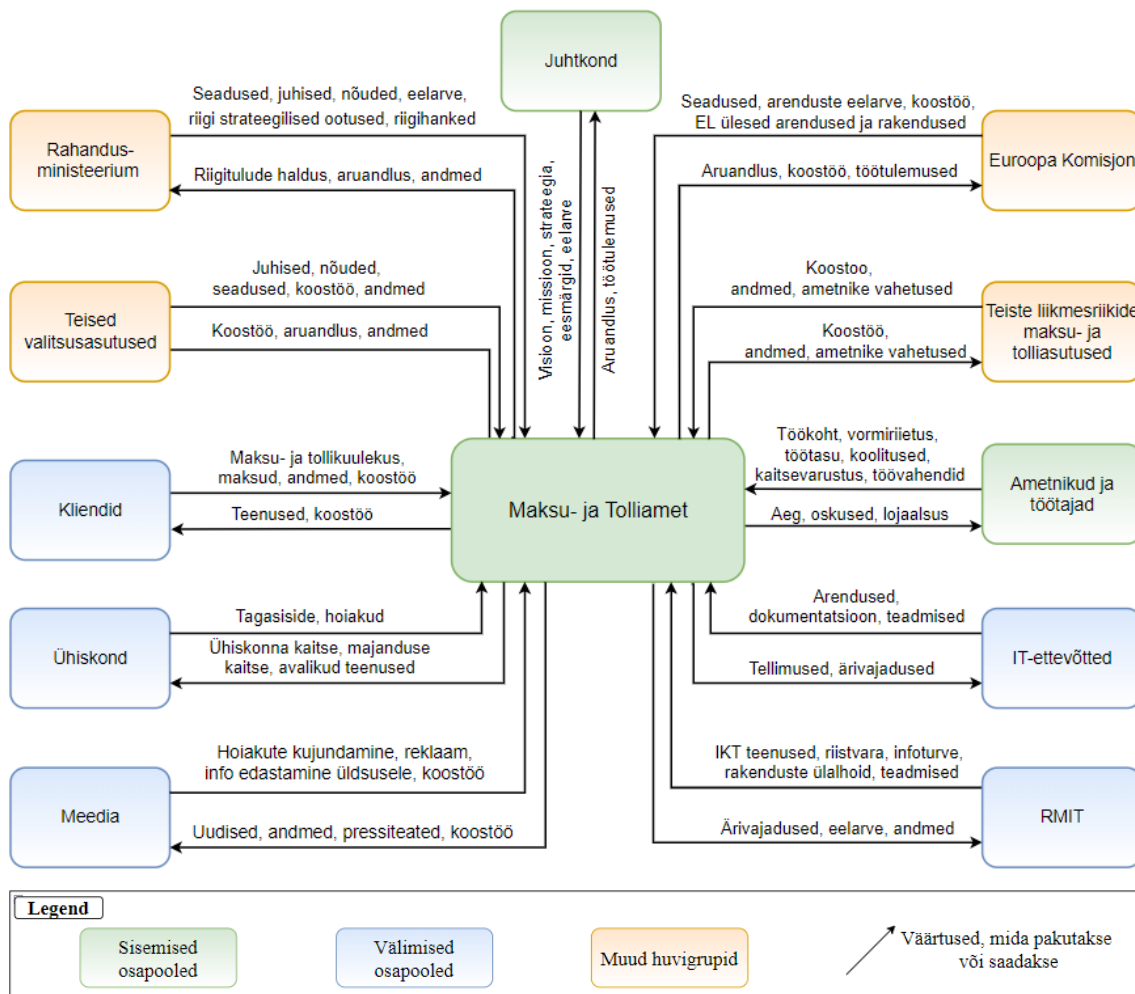 Juhtkond
Seadused, juhised, nõuded, eelarve,
riigi strateegilised ootused, riigihanked
Rahandus-
ministeerium
Riigitulude haldus, aruandlus, andmed
Visioon, missioon, strateegia,
eesmärgid, eelarve
Aruandlus, töötulemused
Seadused, arenduste eelarve, koostöö,
EL ülesed arendused ja rakendused
Euroopa Komisjon
Aruandlus, koostöö, töötulemused
Juhised, nõuded,
seadused, koostöö, andmed
Teised
valitsusasutused
Koostöö, aruandlus, andmed
Koostoo,
andmed, ametnike vahetused
Teiste liikmesriikide
maksu- ja
tolliasutused
Koostöö,
andmed, ametnike vahetused
Maksu- ja tollikuulekus,
maksud, andmed, koostöö
Kliendid
Teenused, koostöö
Maksu- ja Tolliamet
Töökoht, vormiriietus,
töötasu, koolitused,
kaitsevarustus, töövahendid
Ametnikud ja
töötajad
Aeg, oskused, lojaalsus
Tagasiside, hoiakud
Ühiskond
Ühiskonna kaitse, majanduse
kaitse, avalikud teenused
Arendused,
dokumentatsioon, teadmised
IT-ettevõtted
Tellimused, ärivajadused
Hoiakute kujundamine, reklaam,
info edastamine üldsusele, koostöö
Meedia
Uudised, andmed, pressiteated, koostöö
IKT teenused, riistvara, infoturve,
rakenduste ülalhoid, teadmised
RMIT
Ärivajadused, eelarve, andmed
Legend
Sisemised
osapooled
Välimised
osapooled
Muud huvigrupid
Väärtused, mida pakutakse
või saadakse